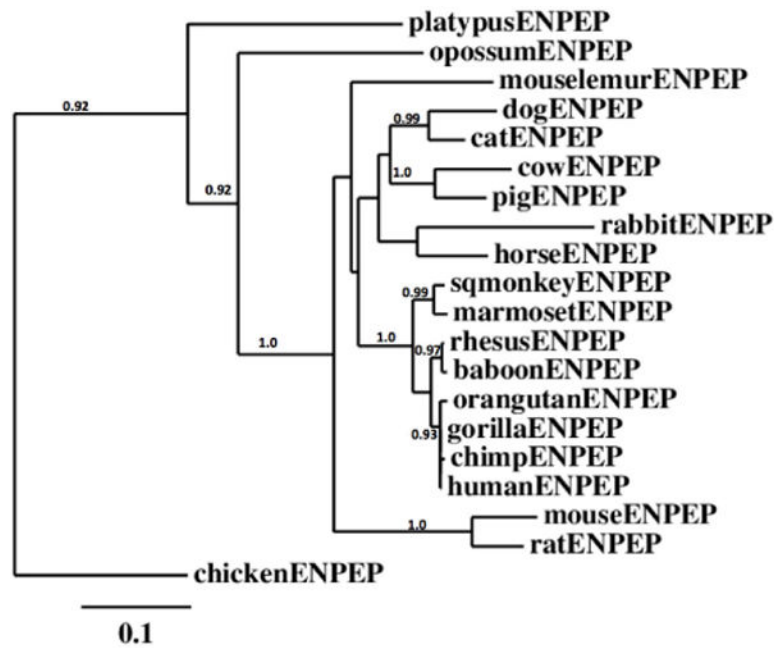 platypusENPEP
opossumENPEP
mouselemurENPEP
0.92
dogENPEP
0.99
catENPEP
cowENPEP
1.0
0.92
pigENPEP
rabbitENPEP
horseENPEP
sqmonkeyENPEP
0.99
marmosetENPEP
1.0
1.0
rhesusENPEP
0.97
baboonENPEP
orangutanENPEP
gorillaENPEP
0.93
chimpENPEP
humanENPEP
mouseENPEP
1.0
ratENPEP
chickenENPEP
0.1